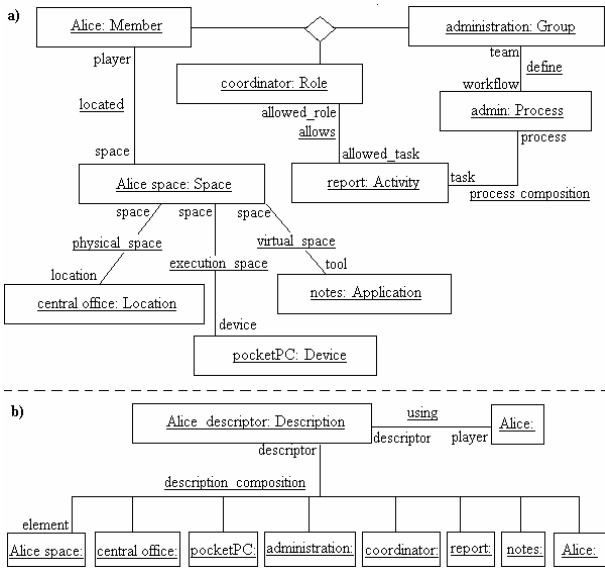 a)
Alice: Member
administration: Group
player
team
define
coordinator: Role
workflow
located
allowed_role
admin: Process
allows
process
space
allowed_task
Alice space: Space
report: Activity
task
process composition
space
space
space
physical_space
virtual_space
execution_space
location
tool
central office: Location
notes: Application
device
pocketPC: Device
b)
Alice_descriptor: Description
using
Alice:
descriptor
player
descriptor
description_composition
element
Alice space:
central office:
pocketPC:
administration:
coordinator:
report:
notes:
Alice: